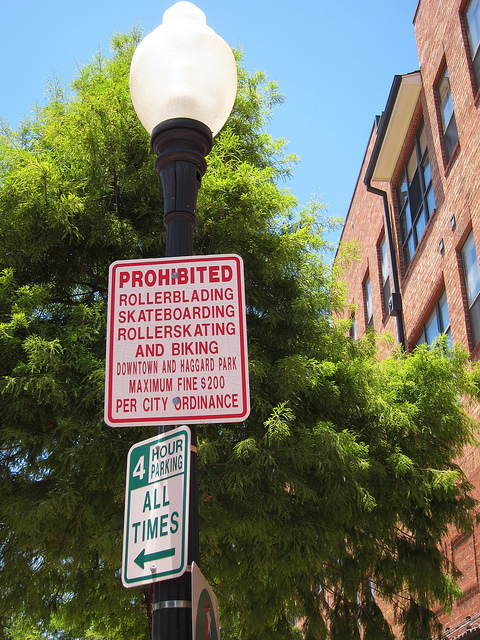 PROHIBITED
ROLLERBLADING
SKATEBOARDING
ROLLERSKATING
AND BIKING
DOWNTOWN AND HAGGARD PARK
MAXIMUM FINE $200
PER CITY ORDINANCE
4 HOUR
PARKING
ALL
TIMES